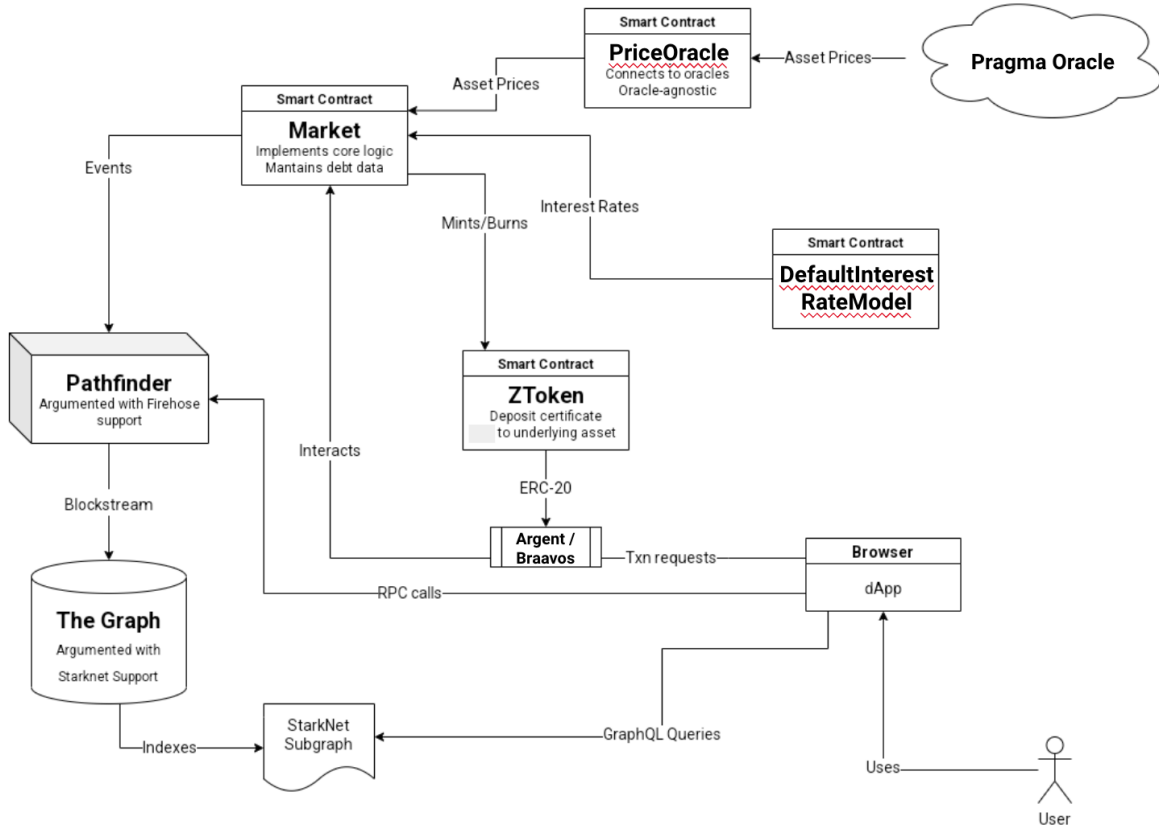 Smart Contract
PriceOracle
Connects to oracles
Oracle-agnostic
Asset Prices
Pragma Oracle
Asset Prices
Smart Contract
Market
Implements core logic
Mantains debt data
Events
Mints/Burns
Interest Rates
Smart Contract
DefaultInterest
RateModel
Pathfinder
Argumented with Firehose
support
Smart Contract
ZToken
Deposit certificate
to underlying asset
Interacts
ERC-20
Blockstream
Argent /
Braavos
Txn requests
Browser
dApp
RPC calls
The Graph
Argumented with
Starknet Support
StarkNet
Subgraph
Indexes
GraphQL Queries
Uses
User